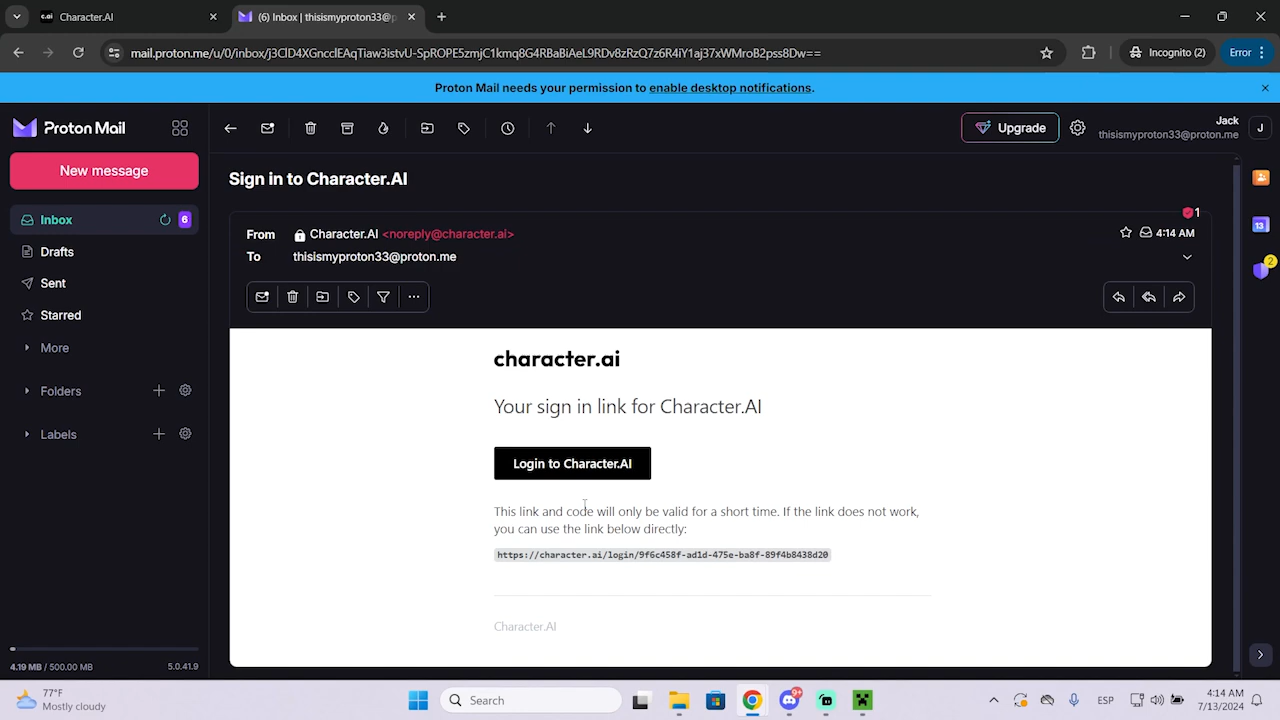 c.ai Character.AI
(6) Inbox | thisismyproton33@p
mail.proton.me/u/0/inbox/j3ClD4XGncclEAqTiaw3istvU-SpROPE5zmjC1kmq8G4RBaBiAeL9RDv8zRzQ7z6R4iY1aj37xWMroB2pss8Dw==
Incognito (2)
Error
Proton Mail needs your permission to enable desktop notifications.
Proton Mail
Upgrade
Jack
thisismyproton33@proton.me
J
New message
Sign in to Character.AI
Inbox
6
1
From Character.AI <noreply@character.ai>
4:14 AM
13
Drafts
To thisismyproton33@proton.me
2
Sent
Starred
More
character.ai
Folders
Your sign in link for Character.AI
Labels
Login to Character.AI
This link and code will only be valid for a short time. If the link does not work,
you can use the link below directly:
https://character.ai/login/9f6c458f-ad1d-475e-ba8f-89f4b8438d20
Character.AI
4.19 MB / 500.00 MB
5.0.41.9
77°F
Mostly cloudy
Search
9+
ESP
4:14 AM
7/13/2024